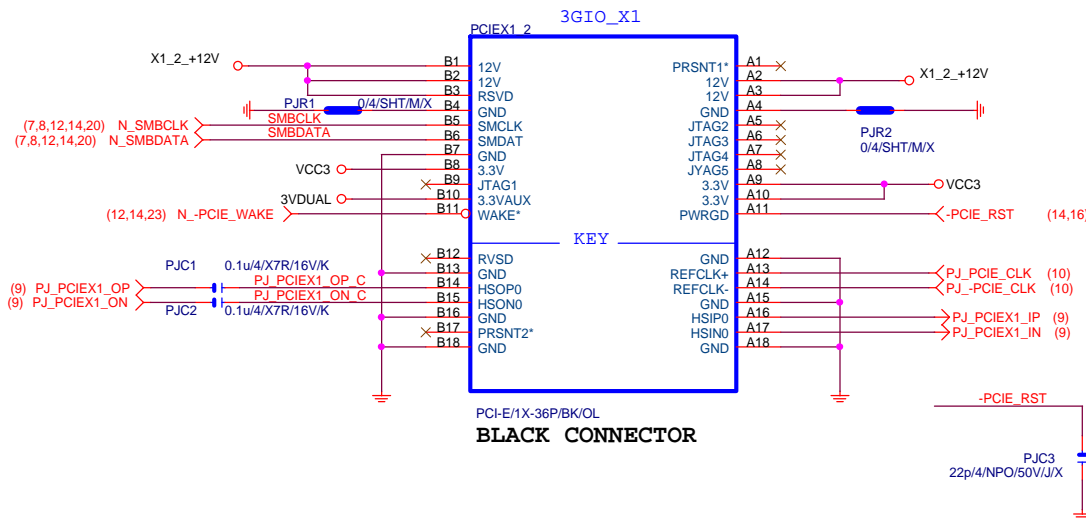 3GIO_X1
PCIEX1_2
X1_2_+12V
B1 12V
B2 12V
B3 RSVD
PJR1 0/4/SHT/M/X B4 GND
(7,8,12,14,20) N_SMBCLK SMBCLK B5 SMCLK
(7,8,12,14,20) N_SMBDATA SMBDATA B6 SMDAT
B7 GND
VCC3 B8 3.3V
B9 JTAG1
3VDUAL B10 3.3VAUX
(12,14,23) N_-PCIE_WAKE B11 WAKE*
PRSNT1* A1
12V A2 X1_2_+12V
12V A3
GND A4
JTAG2 A5
JTAG3 A6 PJR2
JTAG4 A7 0/4/SHT/M/X
JYAG5 A8
3.3V A9 VCC3
3.3V A10
PWRGD A11 -PCIE_RST (14,16)
KEY
B12 RVSD
PJC1 0.1u/4/X7R/16V/K B13 GND
(9) PJ_PCIEX1_OP PJ_PCIEX1_OP_C B14 HSOP0
(9) PJ_PCIEX1_ON PJ_PCIEX1_ON_C B15 HSON0
PJC2 0.1u/4/X7R/16V/K B16 GND
B17 PRSNT2*
B18 GND
GND A12
REFCLK+ A13 PJ_PCIE_CLK (10)
REFCLK- A14 PJ_-PCIE_CLK (10)
GND A15
HSIP0 A16 PJ_PCIEX1_IP (9)
HSIN0 A17 PJ_PCIEX1_IN (9)
GND A18
PCI-E/1X-36P/BK/OL
BLACK CONNECTOR
-PCIE_RST
PJC3
22p/4/NPO/50V/J/X